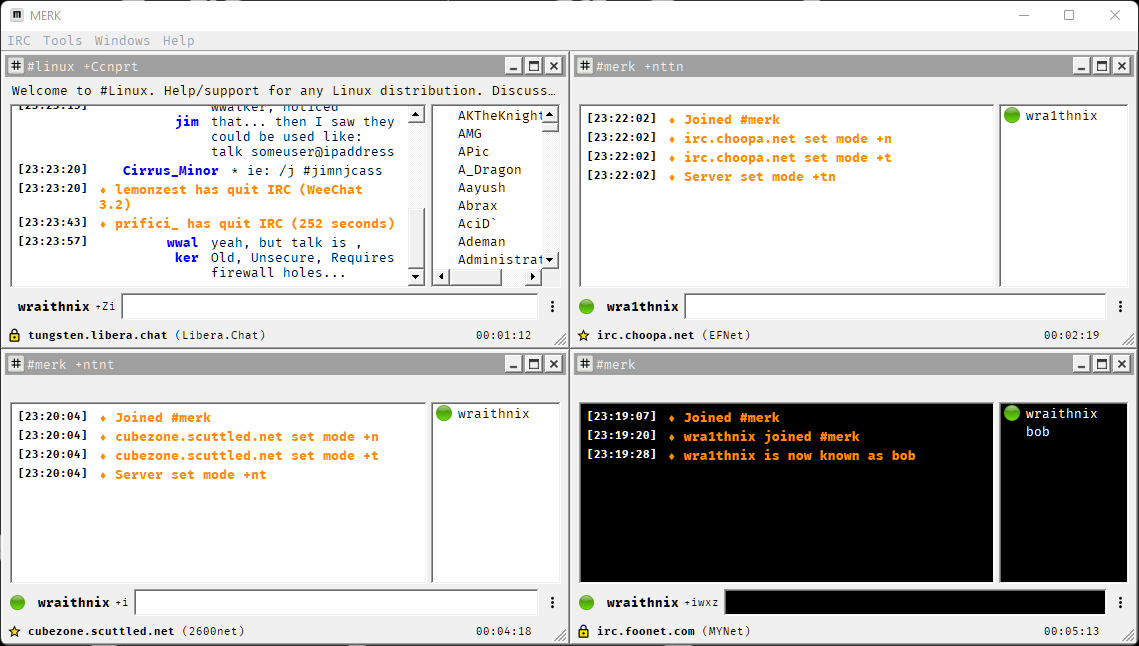 MERK
IRC Tools Windows Help
#linux +Ccnprt
Welcome to #Linux. Help/support for any Linux distribution. Discuss…
[23:23:13] wwalker, noticed
jim that... then I saw they
could be used like:
talk someuser@ipaddress
[23:23:20] Cirrus_Minor * ie: /j #jimnjcass
[23:23:20] ♦ lemonzest has quit IRC (WeeChat
3.2)
[23:23:43] ♦ prifici_ has quit IRC (252 seconds)
[23:23:57] wwal yeah, but talk is ,
ker Old, Unsecure, Requires
firewall holes...
AKTheKnight
AMG
APic
A_Dragon
Aayush
Abrax
AciD`
Ademan
Administrat
wraithnix +Zi
tungsten.libera.chat (Libera.Chat) 00:01:12
#merk +nttn
[23:22:02] ♦ Joined #merk
[23:22:02] ♦ irc.choopa.net set mode +n
[23:22:02] ♦ irc.choopa.net set mode +t
[23:22:02] ♦ Server set mode +tn
wra1thnix
wra1thnix
irc.choopa.net (EFNet) 00:02:19
#merk +ntnt
[23:20:04] ♦ Joined #merk
[23:20:04] ♦ cubezone.scuttled.net set mode +n
[23:20:04] ♦ cubezone.scuttled.net set mode +t
[23:20:04] ♦ Server set mode +nt
wraithnix
wraithnix +i
cubezone.scuttled.net (2600net) 00:04:18
#merk
[23:19:07] ♦ Joined #merk
[23:19:20] ♦ wra1thnix joined #merk
[23:19:28] ♦ wra1thnix is now known as bob
wraithnix
bob
wraithnix +iwxz
irc.foonet.com (MYNet) 00:05:13